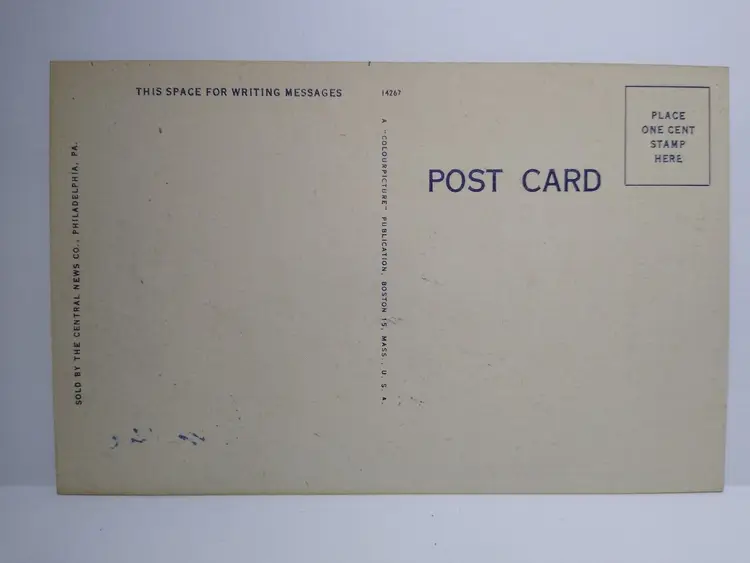 THIS SPACE FOR WRITING MESSAGES
14267
POST CARD
PLACE
ONE CENT
STAMP
HERE
SOLD BY THE CENTRAL NEWS CO., PHILADELPHIA, PA.
A "COLOURPICTURE" PUBLICATION, BOSTON 15, MASS., U. S. A.